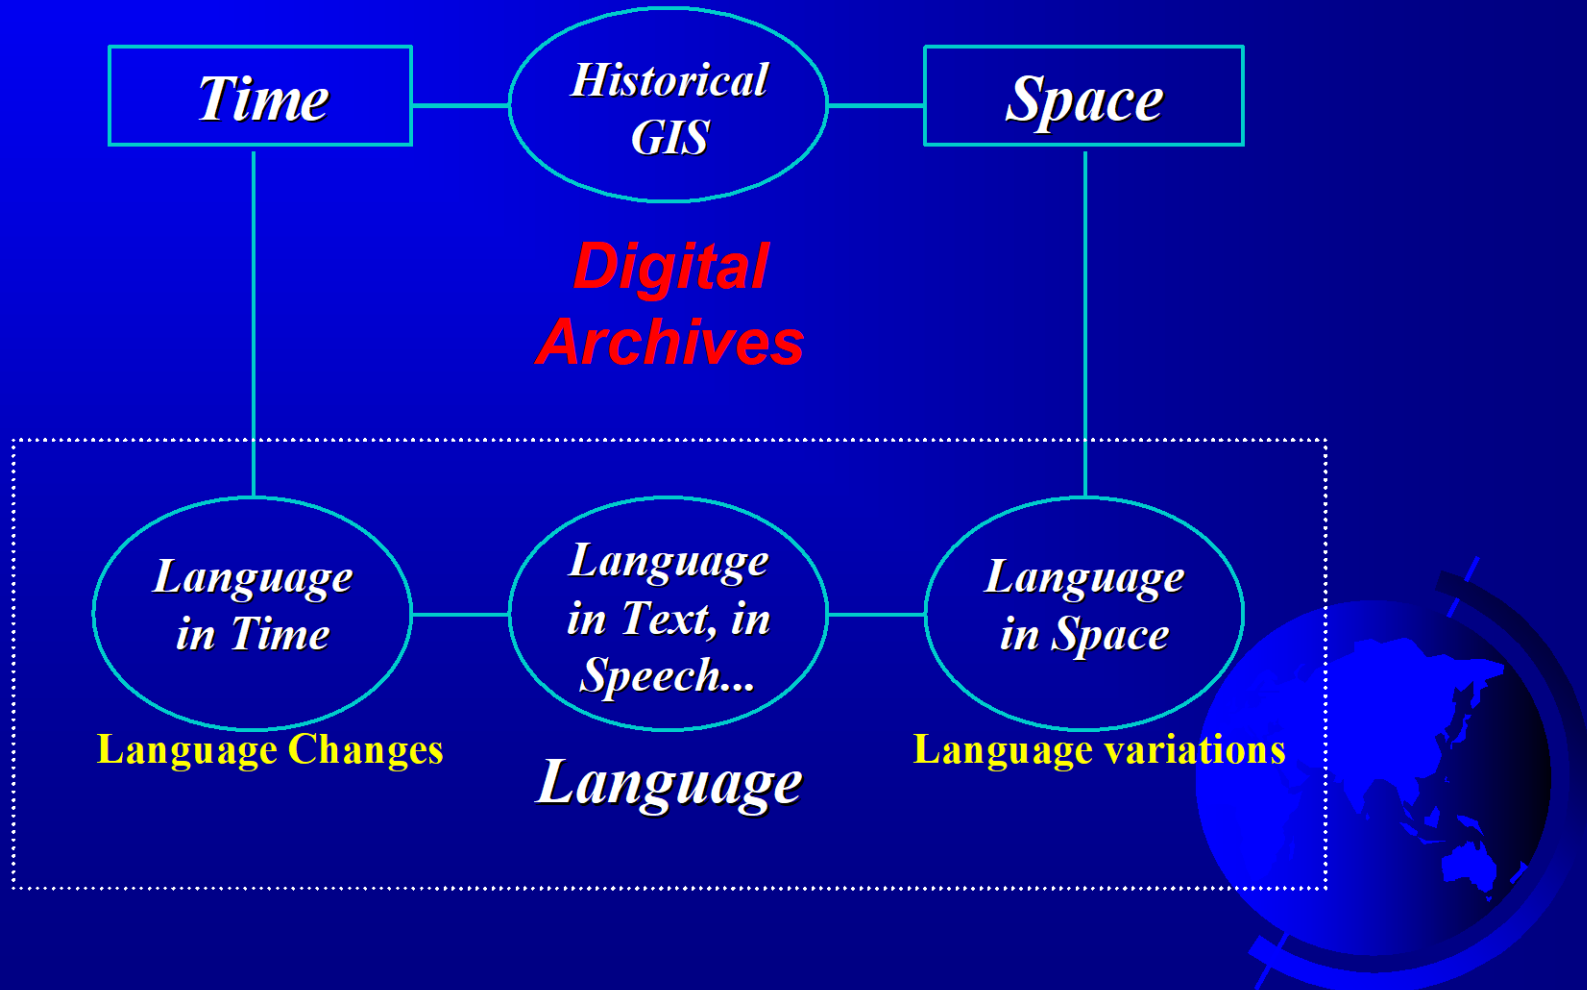 Time
Historical
GIS
Space
Digital
Archives
Language
in Time
Language
in Text, in
Speech...
Language
in Space
Language Changes
Language
Language variations